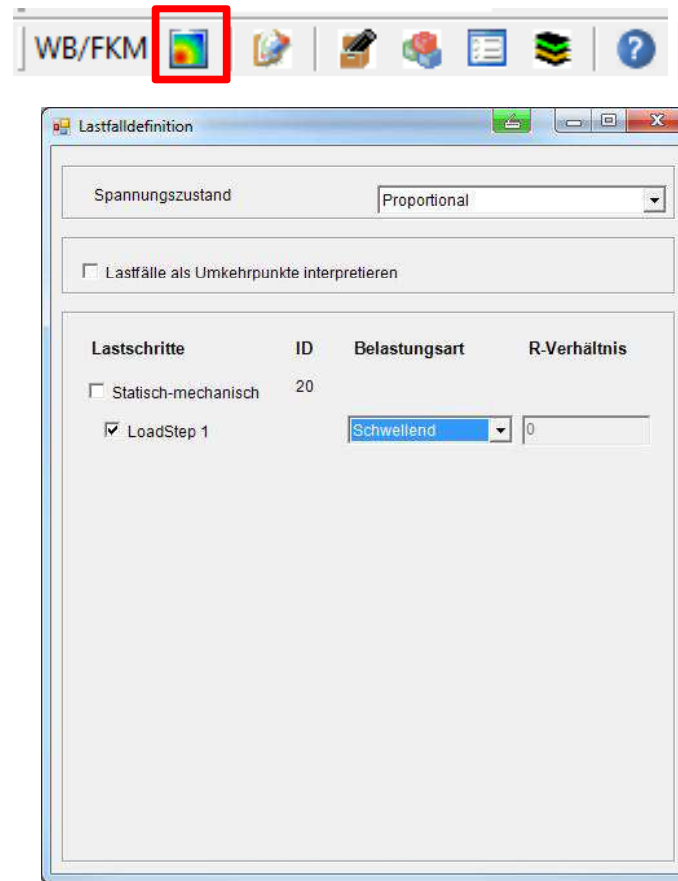 WB/FKM ?
Lastfalldefinition
Spannungszustand Proportional
Lastfälle als Umkehrpunkte interpretieren
Lastschritte ID Belastungsart R-Verhältnis
Statisch-mechanisch 20
LoadStep 1 Schwellend 0